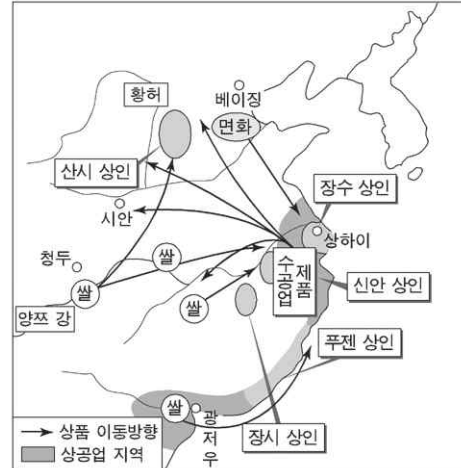 황허
베이징
면화
산시 상인
장수 상인
시안
상하이
청두
쌀
쌀
쌀
수공업
제품
신안 상인
양쯔 강
푸젠 상인
쌀
광저우
장시 상인
상품 이동방향
상공업 지역